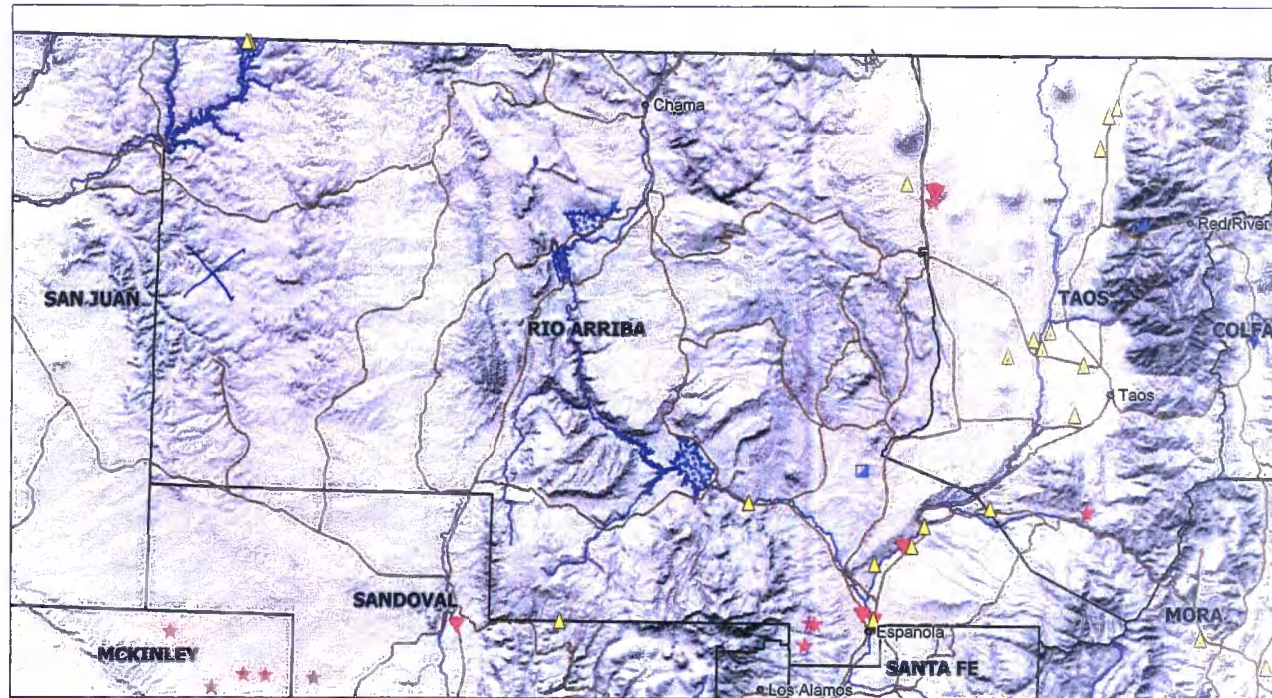 Chama
Red River
SAN JUAN
TAOS
RIO ARRIBA
COLFA
Taos
SANDOVAL
MORA
MCKINLEY
Espanola
SANTA FE
Los Alamos